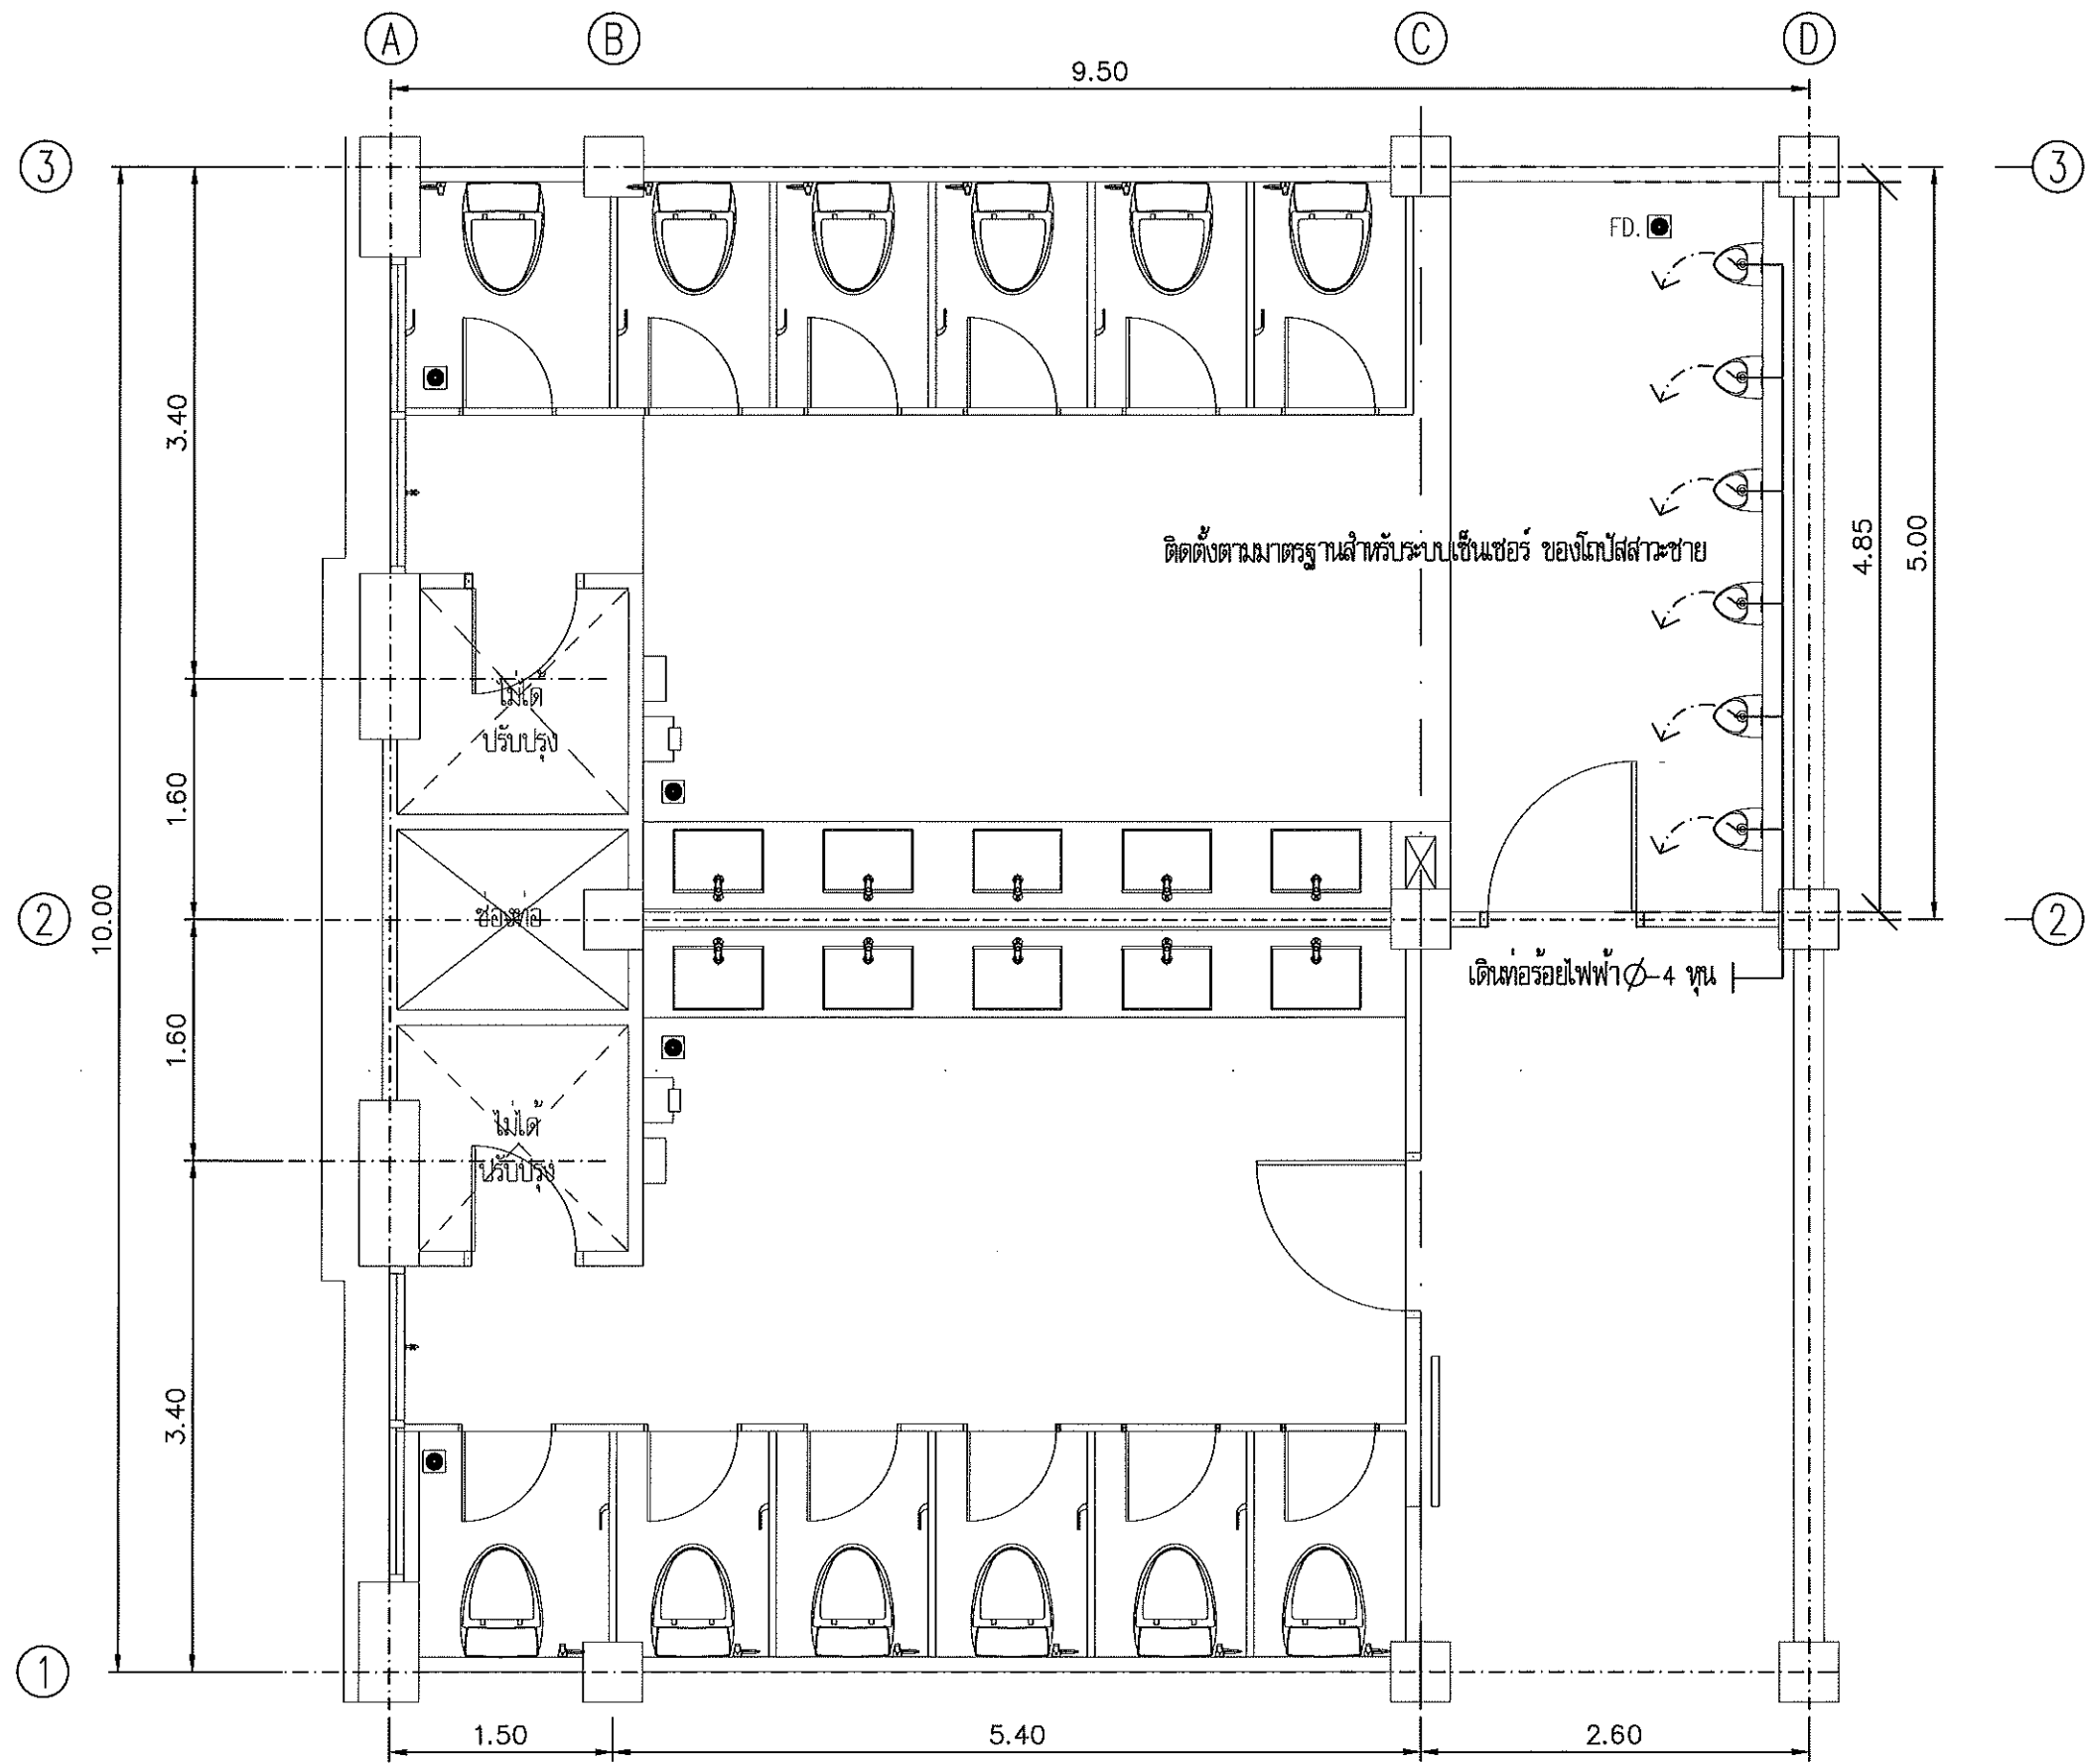 A
B
C
D
9.50
3
3
FD.
3.40
ติดตั้งตามมาตรฐานสำหรับระบบเซ็นเซอร์ ของโถปัสสาวะชาย
4.85
5.00
ไม่ได้
ปรับปรุง
1.60
10.00
2
ช่องท่อ
2
เดินท่อร้อยไฟฟ้า Ø 4 หุน
1.60
ไม่ได้
ปรับปรุง
3.40
1
1.50
5.40
2.60